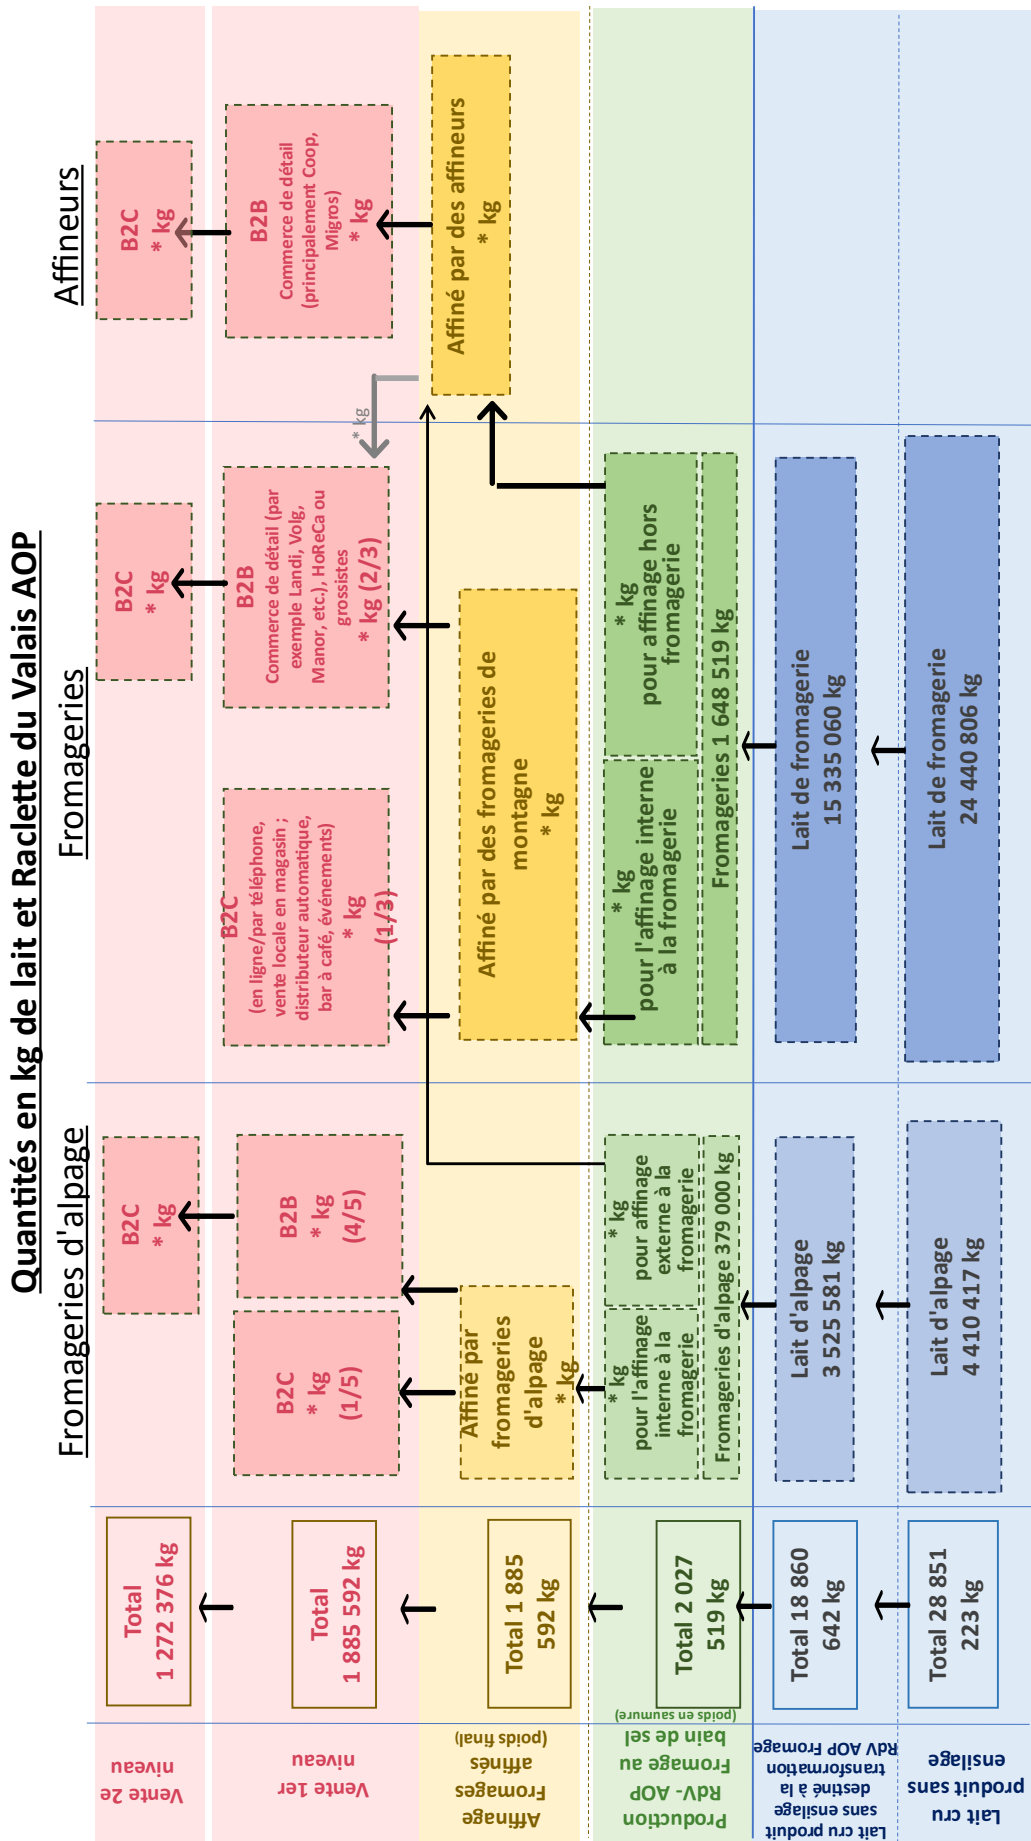 Quantités en kg de lait et Raclette du Valais AOP
Fromageries d'alpage
Fromageries
Affineurs
Vente 2e
niveau
Total
1 272 376 kg
B2C
* kg
B2C
* kg
B2C
* kg
Vente 1er
niveau
Total
1 885 592 kg
B2C
* kg
(1/5)
B2B
* kg
(4/5)
B2C
(en ligne/par téléphone,
vente locale en magasin ;
distributeur automatique,
bar à café, événements)
* kg
(1/3)
B2B
Commerce de détail (par
exemple Landi, Volg,
Manor, etc.), HoReCa ou
grossistes
* kg (2/3)
* kg
B2B
Commerce de détail
(principalement Coop,
Migros)
* kg
Affinage
Fromages
affinés
(poids final)
Total 1 885
592 kg
Affiné par
fromageries
d'alpage
* kg
Affiné par des fromageries de
montagne
* kg
Affiné par des affineurs
* kg
Production
RdV- AOP
Fromage au
bain de sel
(poids en saumure)
Total 2 027
519 kg
* kg
pour l'affinage
interne à la
fromagerie
* kg
pour affinage
externe à la
fromagerie
Fromageries d'alpage 379 000 kg
* kg
pour l'affinage interne
à la fromagerie
* kg
pour affinage hors
fromagerie
Fromageries 1 648 519 kg
Lait cru produit
sans ensilage
destiné à la
transformation
RdV AOP Fromage
Total 18 860
642 kg
Lait d'alpage
3 525 581 kg
Lait de fromagerie
15 335 060 kg
Lait cru
produit sans
ensilage
Total 28 851
223 kg
Lait d'alpage
4 410 417 kg
Lait de fromagerie
24 440 806 kg